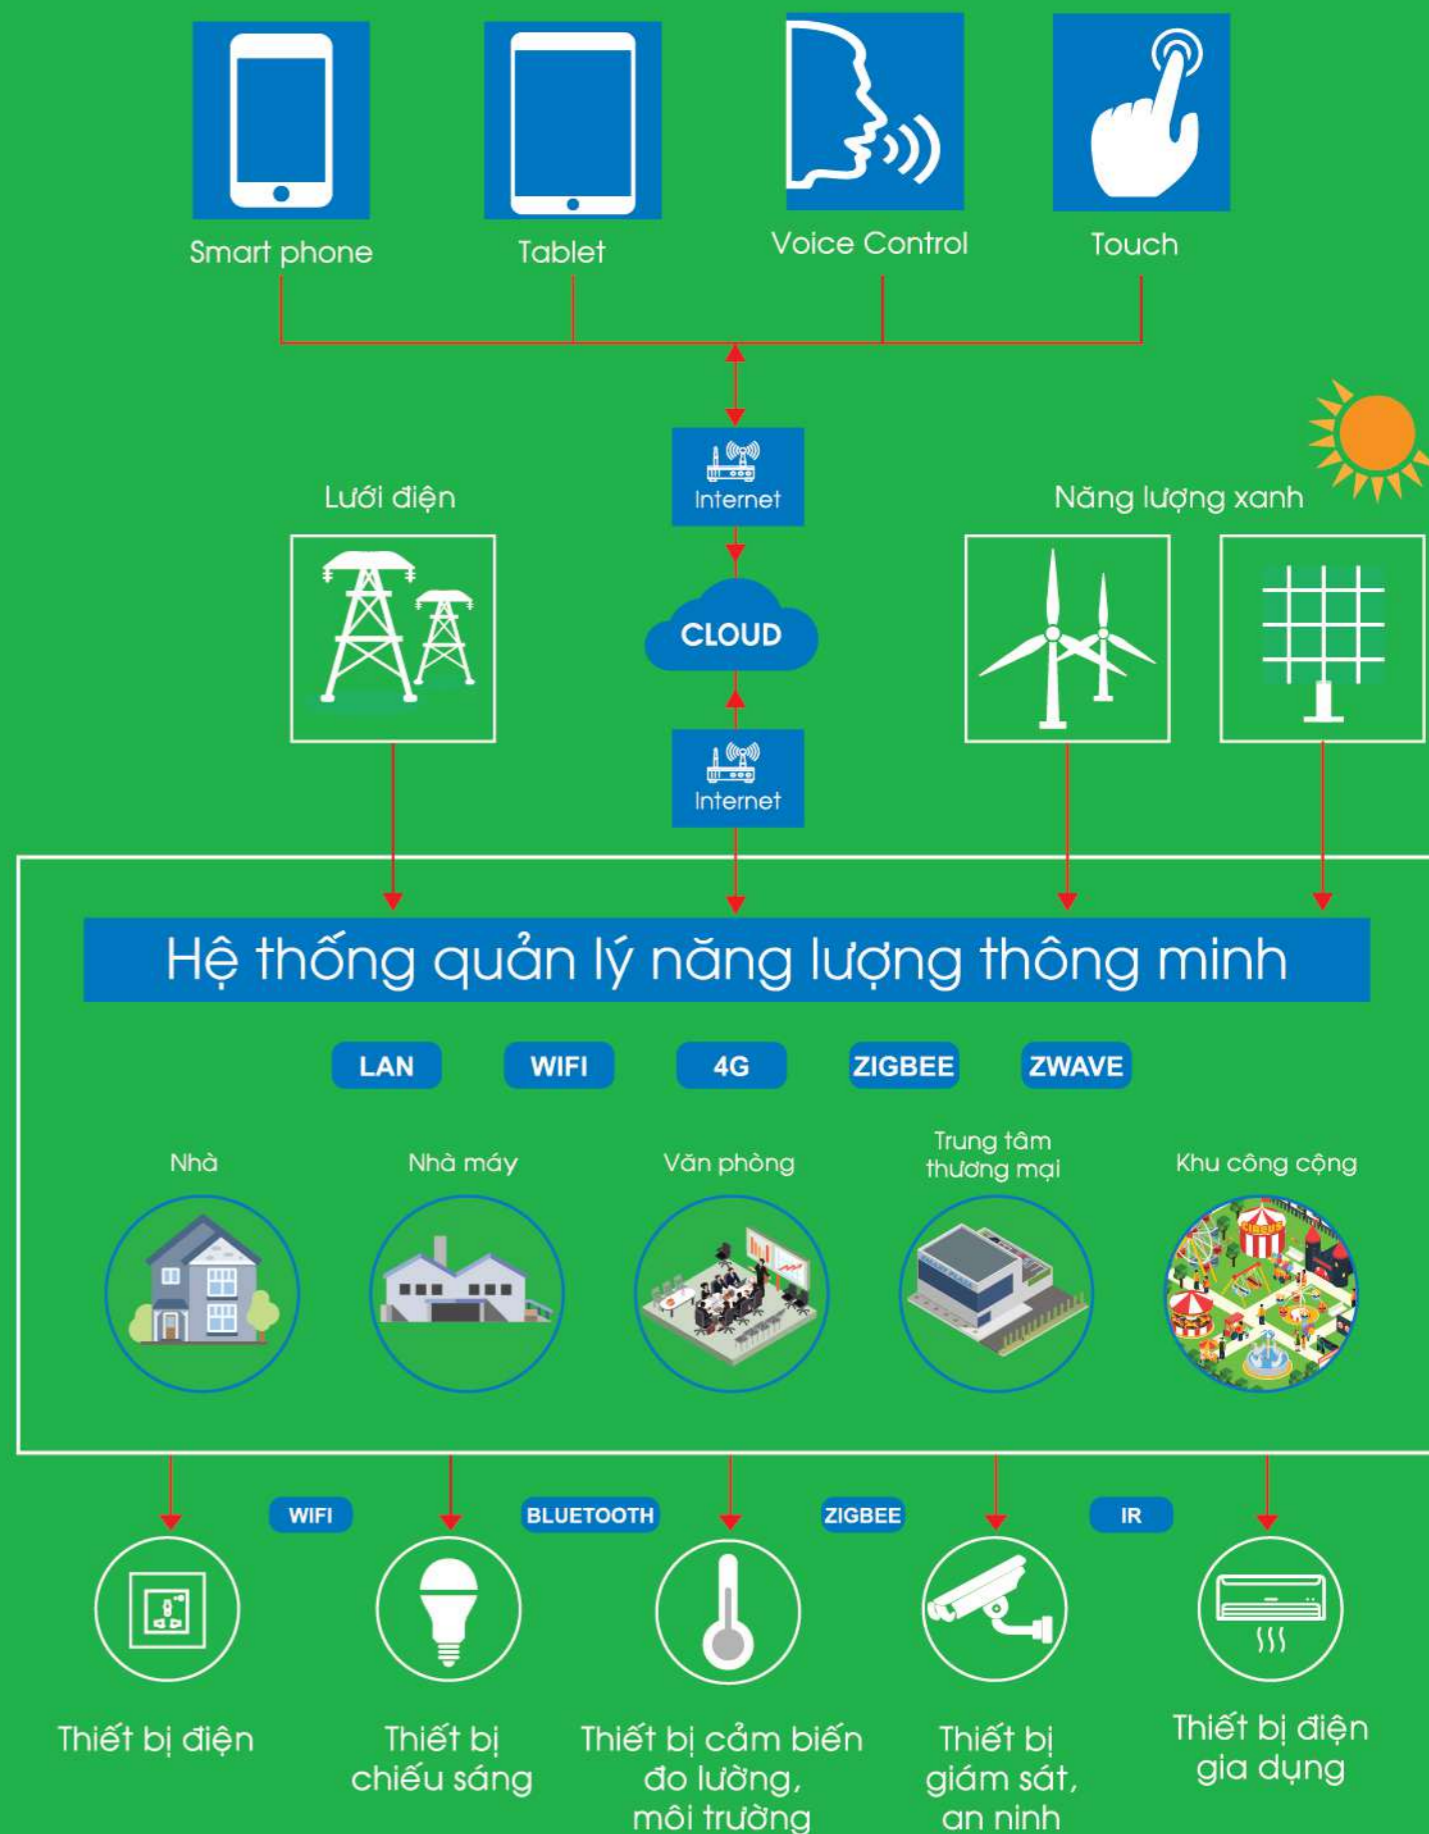 Smart phone
Tablet
Voice Control
Touch
Internet
Lưới điện
Năng lượng xanh
CLOUD
Internet
Hệ thống quản lý năng lượng thông minh
LAN
WIFI
4G
ZIGBEE
ZWAVE
Nhà
Nhà máy
Văn phòng
Trung tâm
thương mại
Khu công cộng
CIRCUS
WIFI
BLUETOOTH
ZIGBEE
IR
Thiết bị điện
Thiết bị
chiếu sáng
Thiết bị cảm biến
đo lường,
môi trường
Thiết bị
giám sát,
an ninh
Thiết bị điện
gia dụng